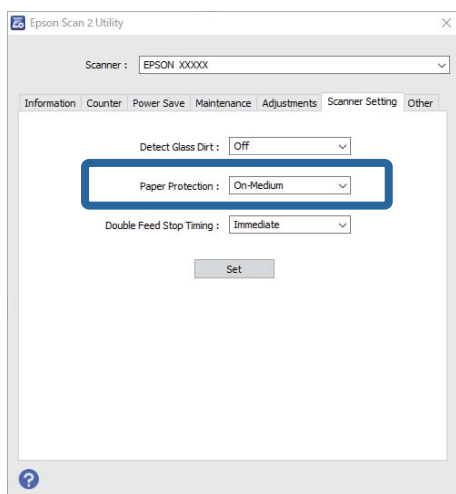 Epson Scan 2 Utility
Scanner : EPSON XXXXX
Information Counter Power Save Maintenance Adjustments Scanner Setting Other
Detect Glass Dirt : Off
Paper Protection : On-Medium
Double Feed Stop Timing : Immediate
Set
?